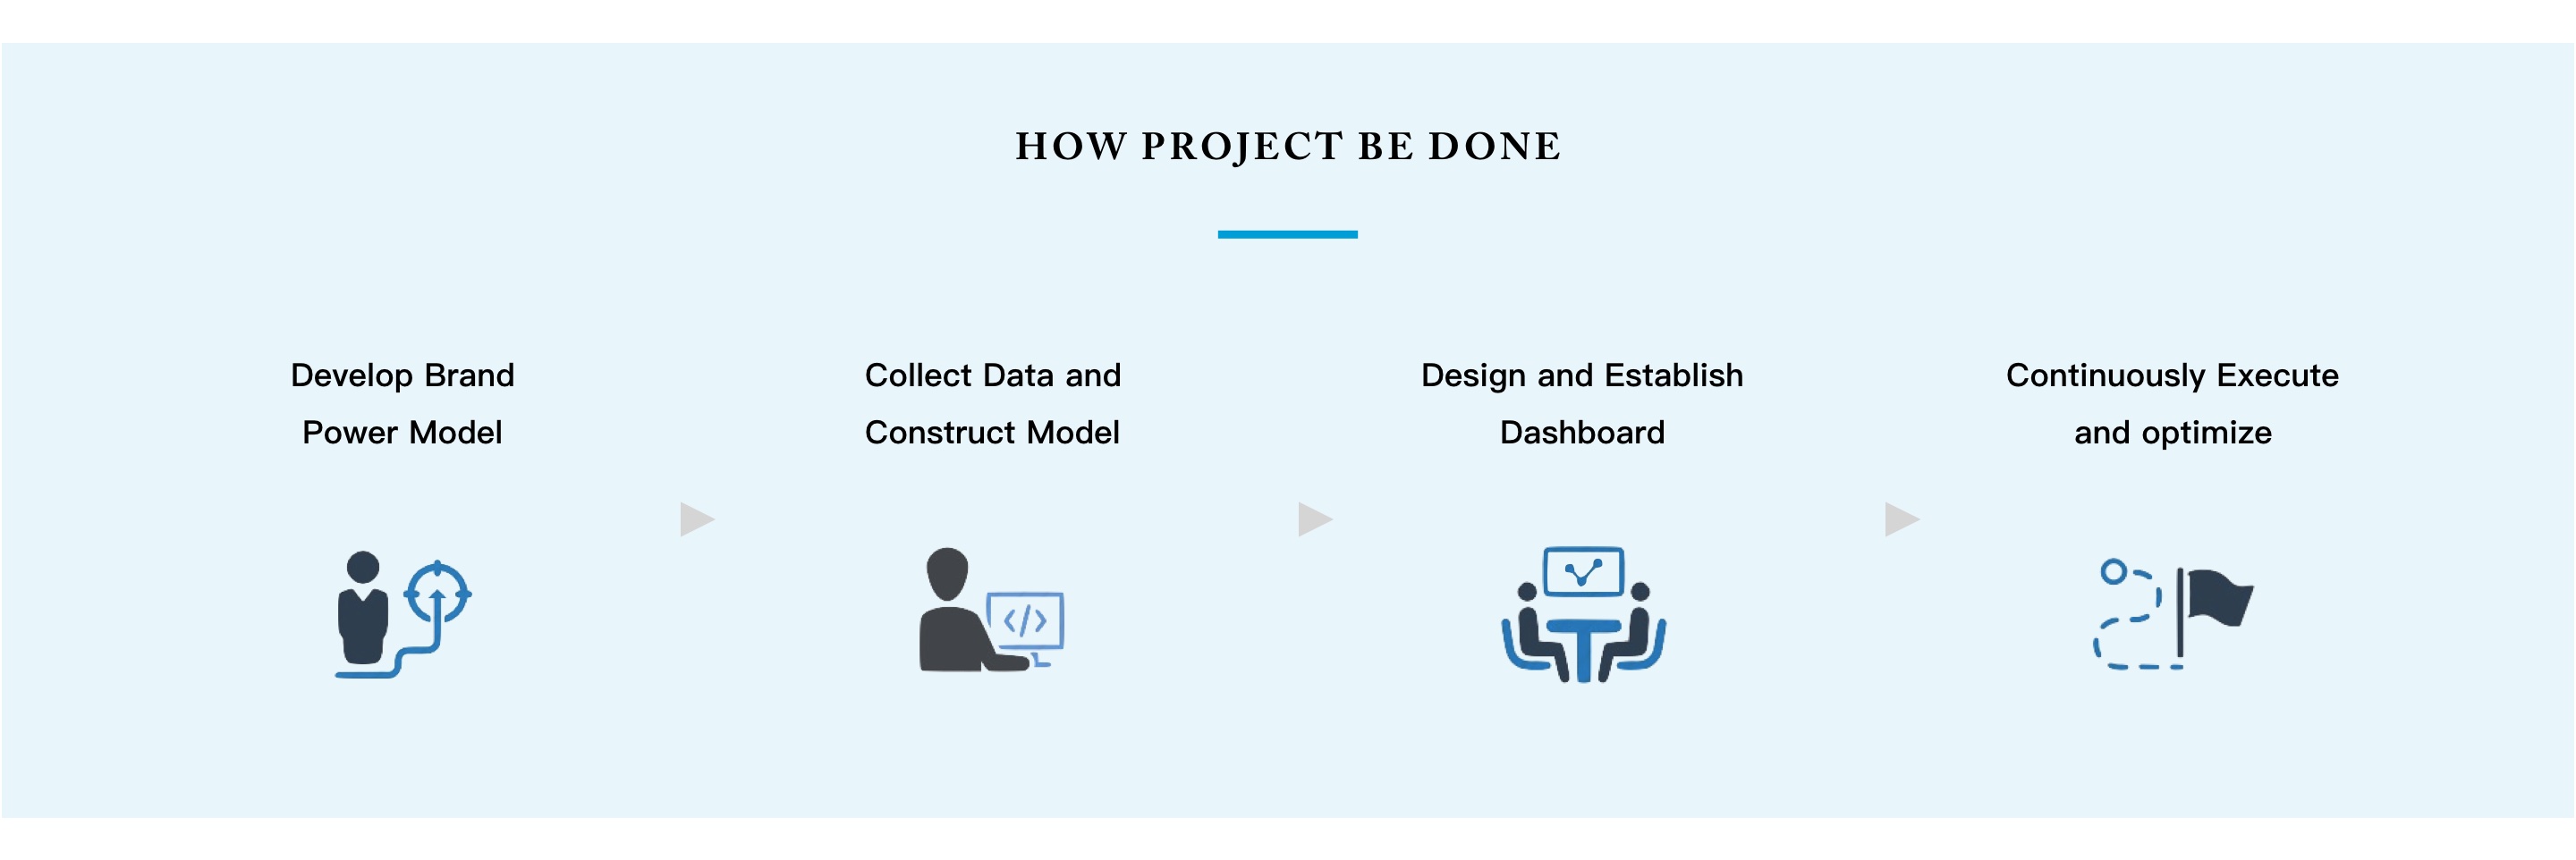 HOW PROJECT BE DONE
Develop Brand
Power Model
Collect Data and
Construct Model
Design and Establish
Dashboard
Continuously Execute
and optimize